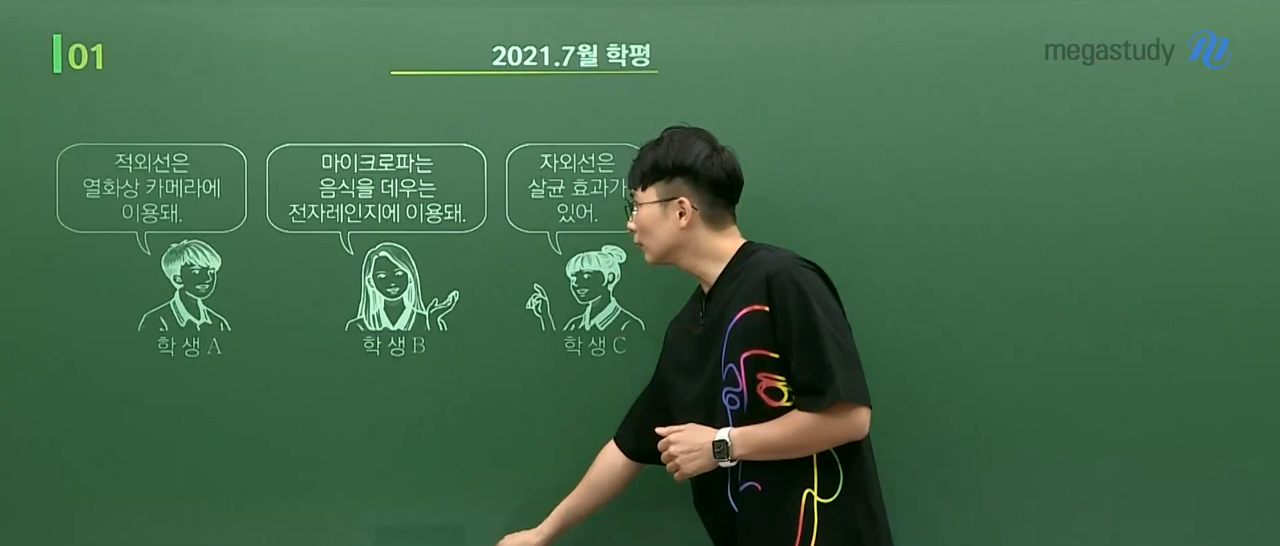 01
2021.7월 학평
megastudy
적외선은
열화상 카메라에
이용돼.
마이크로파는
음식을 데우는
전자레인지에 이용돼.
자외선은
살균 효과가
있어.
학생A
학생B
학생C